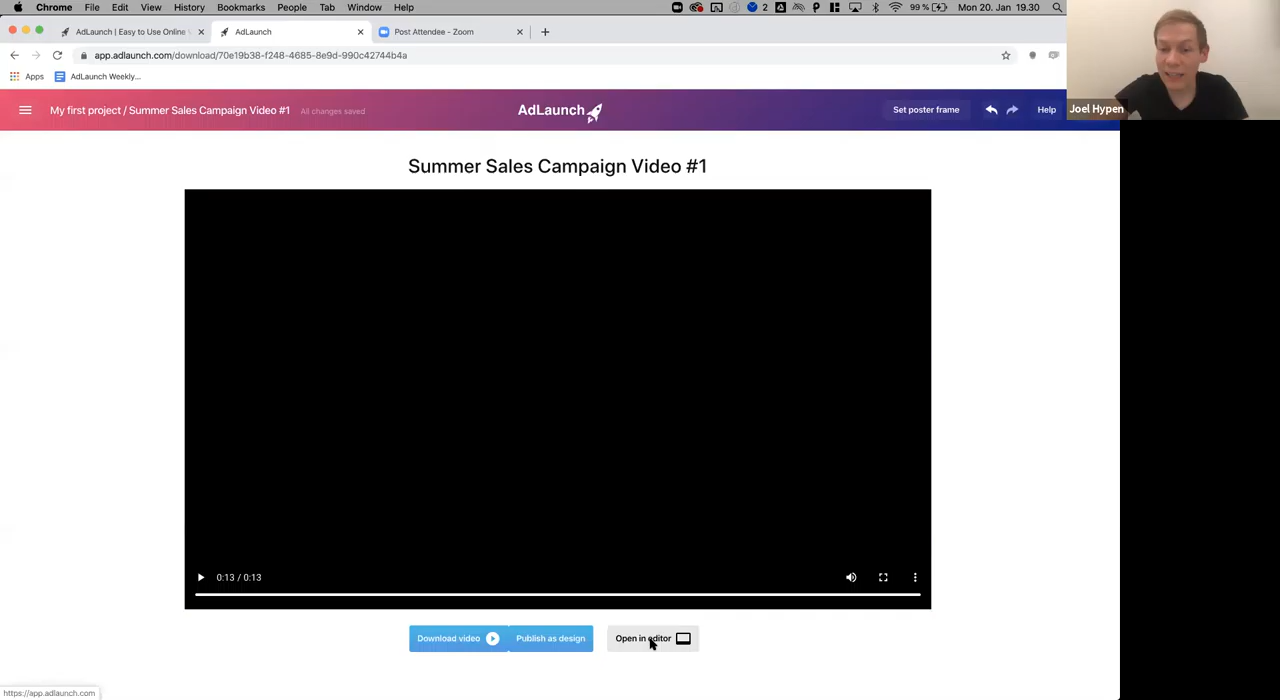 Chrome File Edit View History Bookmarks People Tab Window Help 2 99 % Mon 20. Jan 19.30
AdLaunch | Easy to Use Online AdLaunch Post Attendee - Zoom
app.adlaunch.com/download/70e19b38-f248-4685-8e9d-990c42744b4a
Apps AdLaunch Weekly...
My first project / Summer Sales Campaign Video #1 All changes saved AdLaunch Set poster frame Help
Joel Hypen
Summer Sales Campaign Video #1
0:13 / 0:13
Download video Publish as design Open in editor
https://app.adlaunch.com